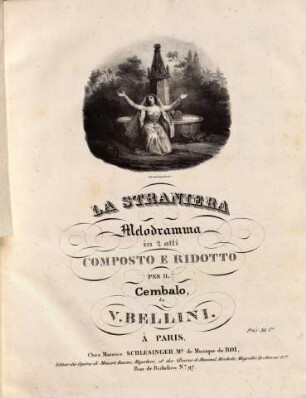 LA STRANIERA
Melodramma
in 2 atti
COMPOSTO E RIDOTTO
PER IL
Cembalo,
da
V. BELLINI.
À PARIS,
Chez Maurice SCHLESINGER, Md. de Musique du ROI,
Rue de Richelieu N.º 97